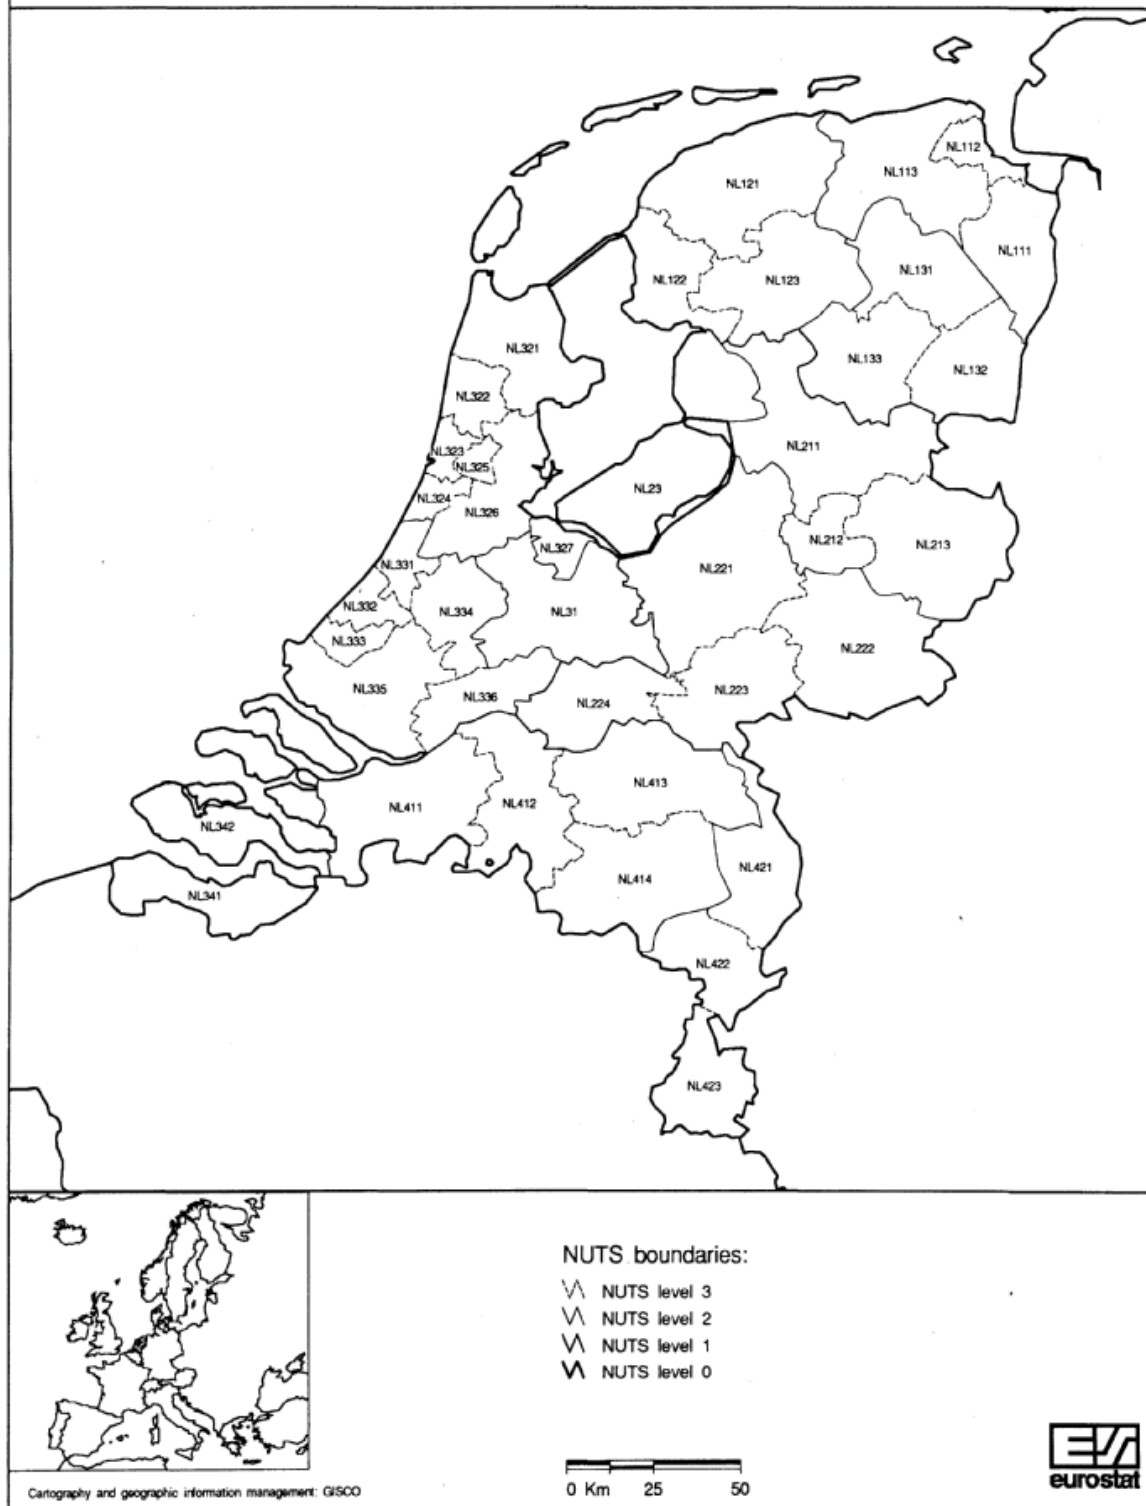 NL112
NL113
NL121
NL111
NL131
NL122
NL123
NL321
NL133
NL132
NL322
NL211
NL323
NL325
NL23
NL324
NL326
NL212
NL213
NL327
NL331
NL221
NL332
NL334
NL31
NL333
NL222
NL335
NL336
NL223
NL224
NL413
NL411
NL412
NL342
NL421
NL414
NL341
NL422
NL423
NUTS boundaries:
NUTS level 3
NUTS level 2
NUTS level 1
NUTS level 0
Cartography and geographic information management: GISCO
0 Km 25 50
eurostat